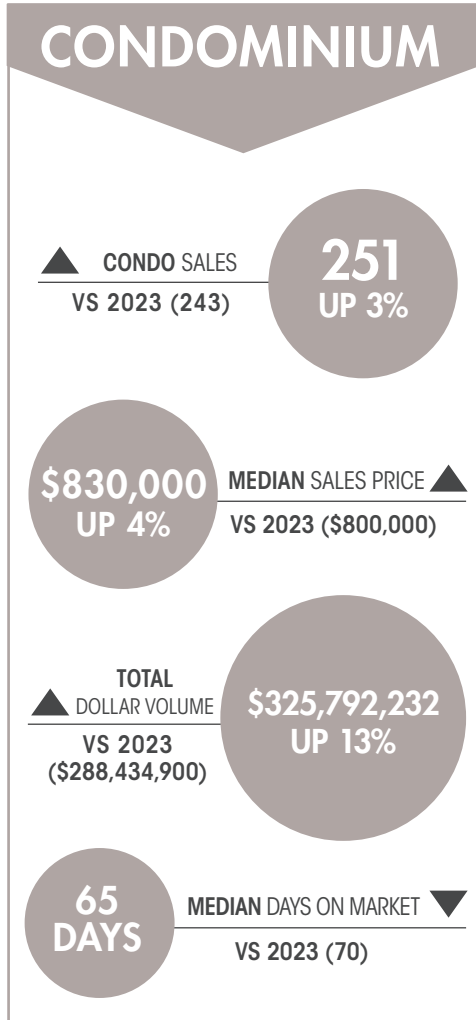 CONDOMINIUM
CONDO SALES
VS 2023 (243)
251
UP 3%
$830,000
UP 4%
MEDIAN SALES PRICE
VS 2023 ($800,000)
TOTAL
DOLLAR VOLUME
VS 2023
($288,434,900)
$325,792,232
UP 13%
65
DAYS
MEDIAN DAYS ON MARKET
VS 2023 (70)